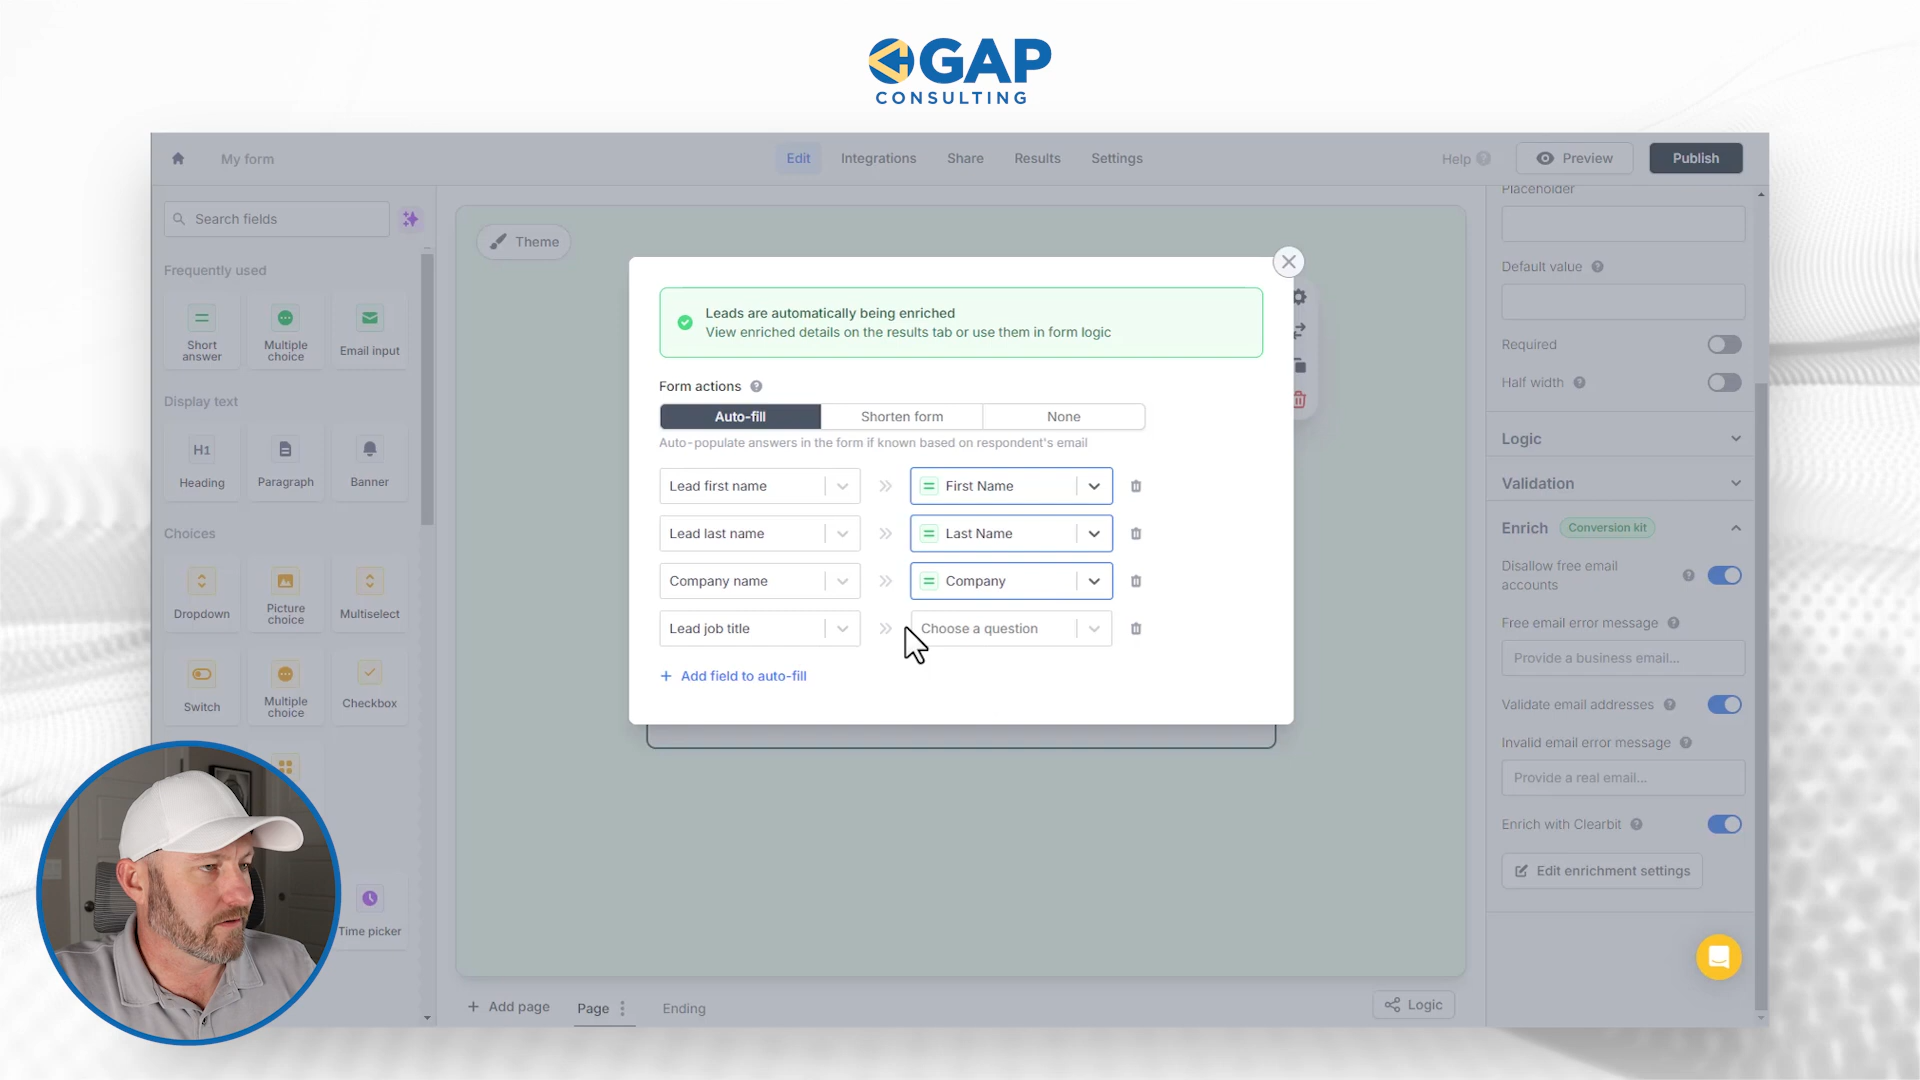 GAP
CONSULTING
My form
Edit
Integrations
Share
Results
Settings
Help
Preview
Publish
Search fields
Frequently used
Short answer
Multiple choice
Email input
Display text
H1
Heading
Paragraph
Banner
Choices
Dropdown
Picture choice
Multiselect
Switch
Multiple choice
Checkbox
Time picker
Theme
Leads are automatically being enriched
View enriched details on the results tab or use them in form logic
Form actions
Auto-fill
Shorten form
None
Auto-populate answers in the form if known based on respondent's email
Lead first name
First Name
Lead last name
Last Name
Company name
Company
Lead job title
Choose a question
+ Add field to auto-fill
+ Add page
Page
Ending
Logic
Placeholder
Default value
Required
Half width
Logic
Validation
Enrich
Conversion kit
Disallow free email
accounts
Free email error message
Provide a business email...
Validate email addresses
Invalid email error message
Provide a real email...
Enrich with Clearbit
Edit enrichment settings